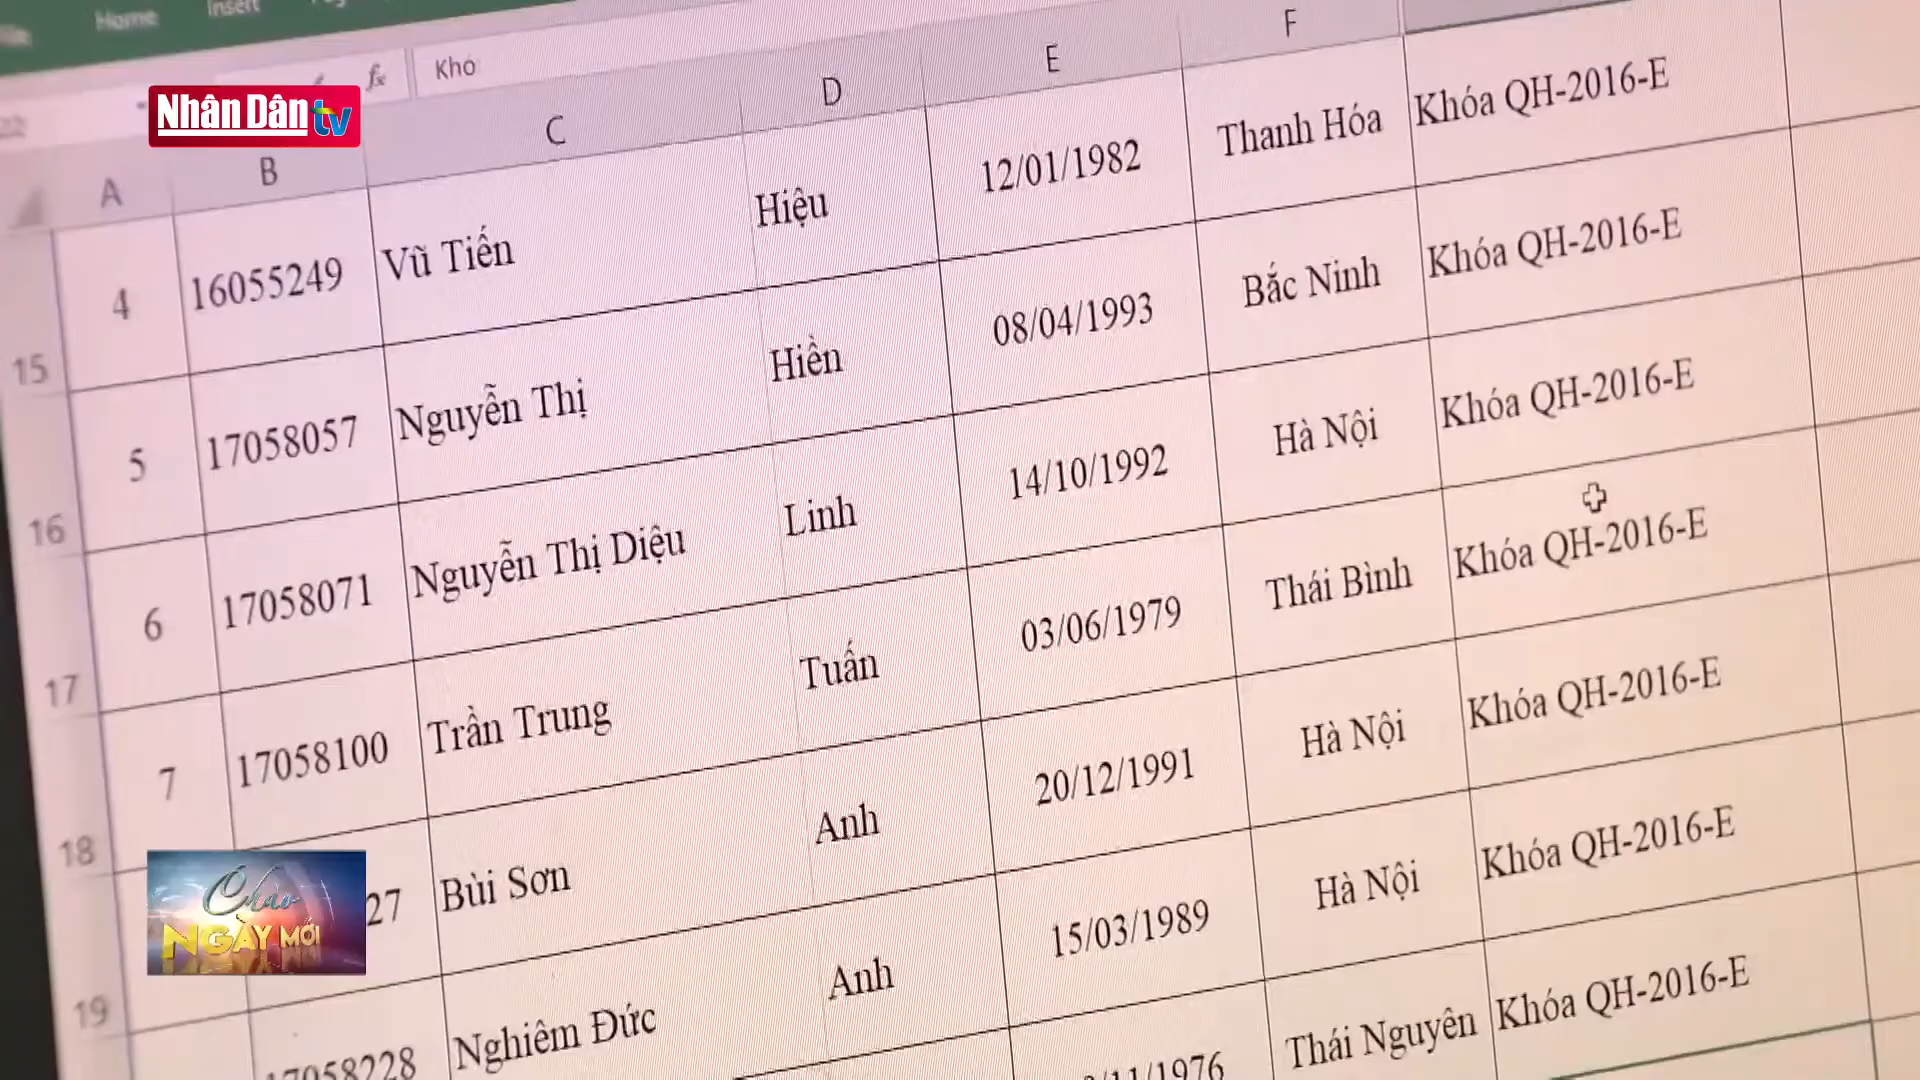 Home Insert
fx Khó
Nhân Dân tv
A B C D E F
15 4 16055249 Vũ Tiến Hiệu 12/01/1982 Thanh Hóa Khóa QH-2016-E
16 5 17058057 Nguyễn Thị Hiền 08/04/1993 Bắc Ninh Khóa QH-2016-E
17 6 17058071 Nguyễn Thị Diệu Linh 14/10/1992 Hà Nội Khóa QH-2016-E
18 7 17058100 Trần Trung Tuấn 03/06/1979 Thái Bình Khóa QH-2016-E
19 27 Bùi Sơn Anh 20/12/1991 Hà Nội Khóa QH-2016-E
17058228 Nghiêm Đức Anh 15/03/1989 Hà Nội Khóa QH-2016-E
/11/1976 Thái Nguyên Khóa QH-2016-E
Chào
NGÀY MỚI